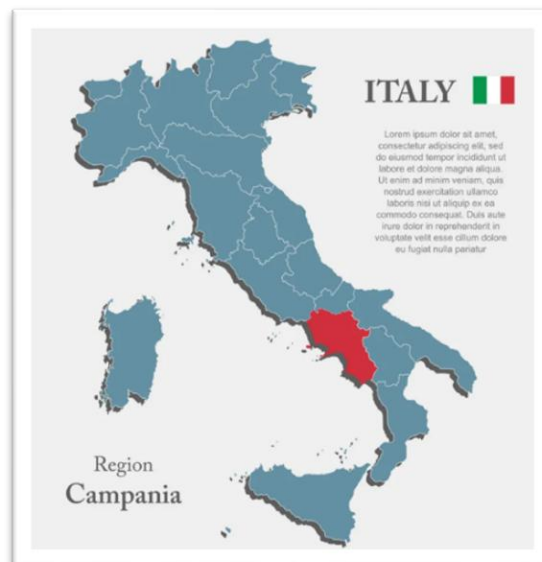 ITALY
Lorem ipsum dolor sit amet,
consectetur adipiscing elit, sed
do eiusmod tempor incididunt ut
labore et dolore magna aliqua.
Ut enim ad minim veniam, quis
nostrud exercitation ullamco
laboris nisi ut aliquip ex ea
commodo consequat. Duis aute
irure dolor in reprehenderit in
voluptate velit esse cillum dolore
eu fugiat nulla pariatur
Region
Campania